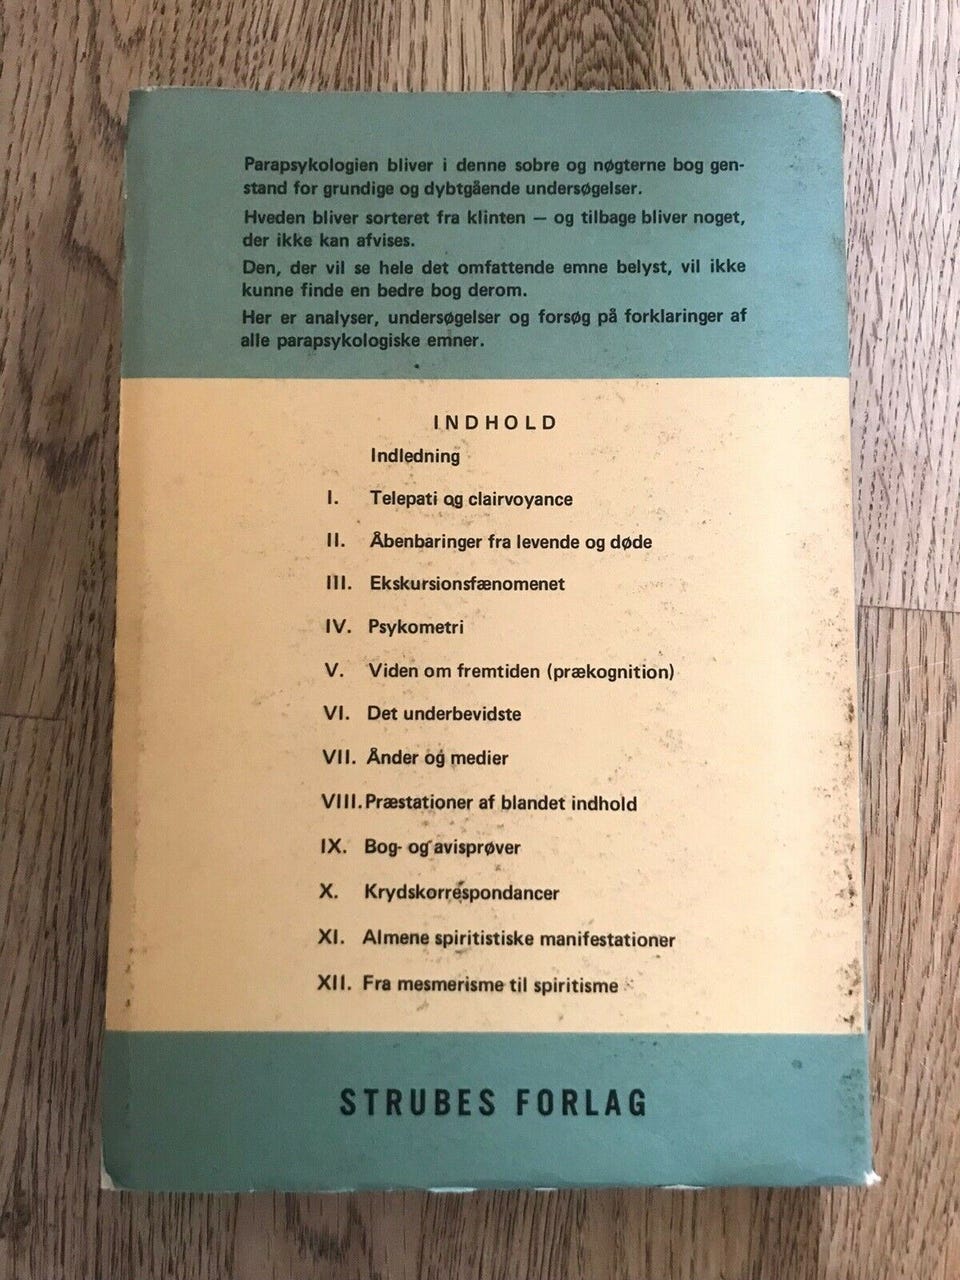 Parapsykologien bliver i denne sobre og nøgterne bog gen-
stand for grundige og dybtgående undersøgelser.
Hveden bliver sorteret fra klinten — og tilbage bliver noget,
der ikke kan afvises.
Den, der vil se hele det omfattende emne belyst, vil ikke
kunne finde en bedre bog derom.
Her er analyser, undersøgelser og forsøg på forklaringer af
alle parapsykologiske emner.
INDHOLD
Indledning
I. Telepati og clairvoyance
II. Åbenbaringer fra levende og døde
III. Ekskursionsfænomenet
IV. Psykometri
V. Viden om fremtiden (prækognition)
VI. Det underbevidste
VII. Ånder og medier
VIII. Præstationer af blandet indhold
IX. Bog- og avisprøver
X. Krydskorrespondancer
XI. Almene spiritistiske manifestationer
XII. Fra mesmerisme til spiritisme
STRUBES FORLAG